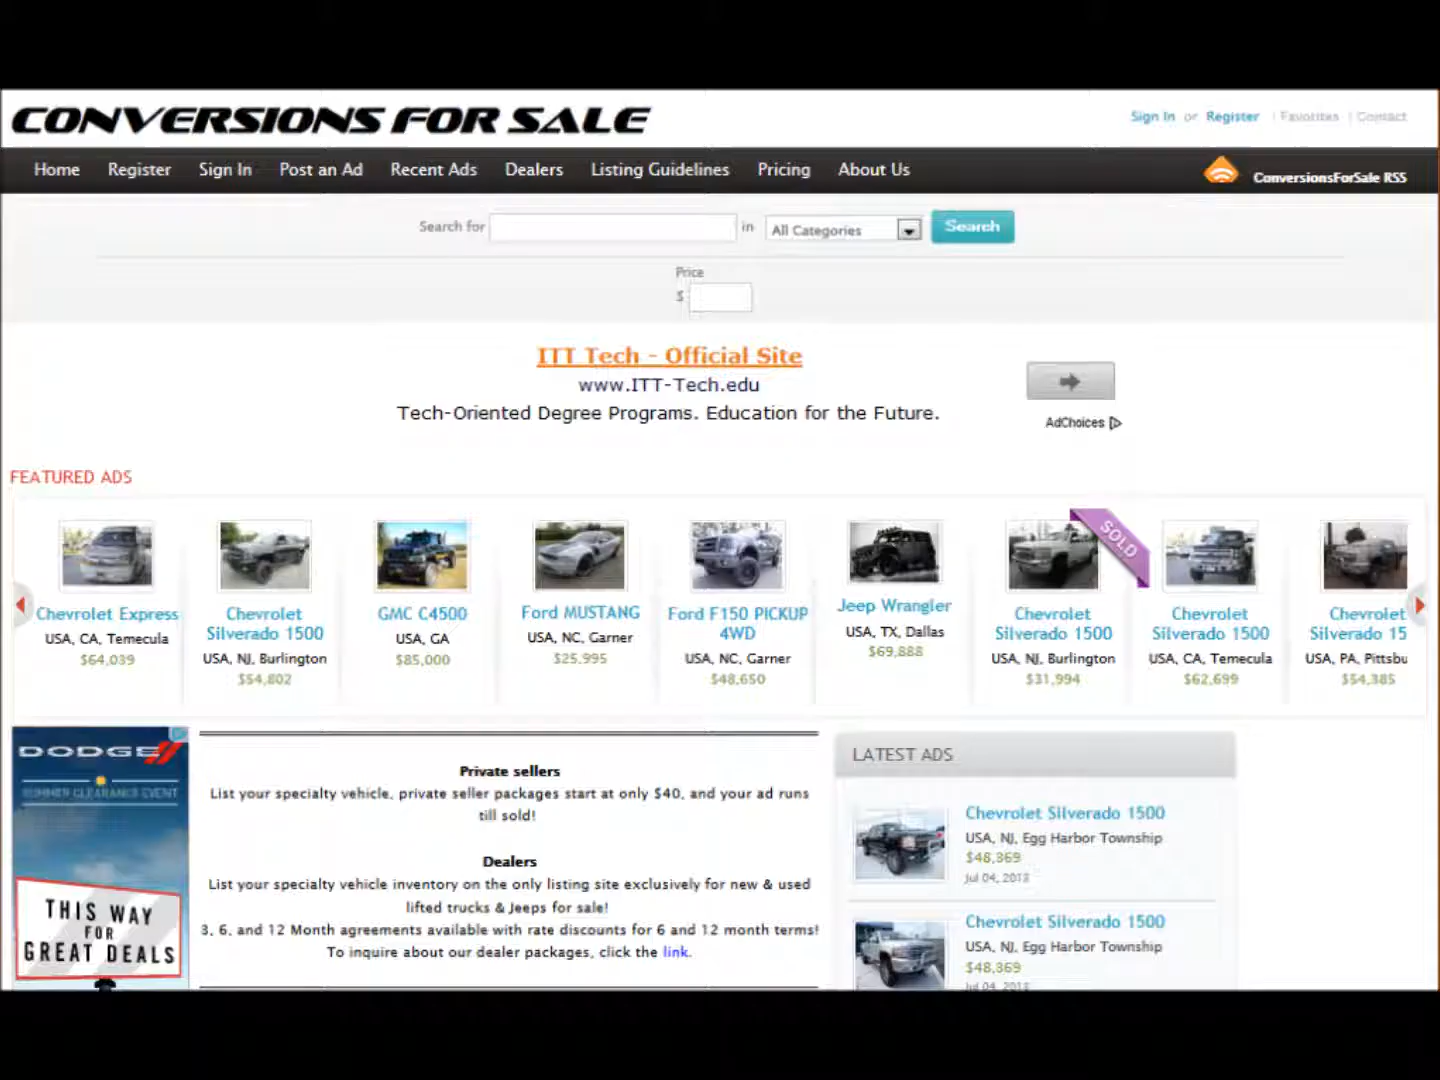 CONVERSIONS FOR SALE
Sign In or Register | Favorites | Contact
Home Register Sign In Post an Ad Recent Ads Dealers Listing Guidelines Pricing About Us
ConversionsForSale RSS
Search for in All Categories Search
Price
$
ITT Tech - Official Site
www.ITT-Tech.edu
Tech-Oriented Degree Programs. Education for the Future.
AdChoices
FEATURED ADS
Chevrolet Express
USA, CA, Temecula
$64,039
Chevrolet
Silverado 1500
USA, NJ, Burlington
$54,802
GMC C4500
USA, GA
$85,000
Ford MUSTANG
USA, NC, Garner
$25,995
Ford F150 PICKUP
4WD
USA, NC, Garner
$48,650
Jeep Wrangler
USA, TX, Dallas
$69,888
SOLD
Chevrolet
Silverado 1500
USA, NJ, Burlington
$31,994
Chevrolet
Silverado 1500
USA, CA, Temecula
$62,699
Chevrolet
Silverado 15
USA, PA, Pittsbu
$54,385
DODGE
SUMMER CLEARANCE EVENT
THIS WAY
FOR
GREAT DEALS
Private sellers
List your specialty vehicle, private seller packages start at only $40, and your ad runs
till sold!
Dealers
List your specialty vehicle inventory on the only listing site exclusively for new & used
lifted trucks & Jeeps for sale!
3, 6, and 12 Month agreements available with rate discounts for 6 and 12 month terms!
To inquire about our dealer packages, click the link.
LATEST ADS
Chevrolet Silverado 1500
USA, NJ, Egg Harbor Township
$48,369
Jul 04, 2013
Chevrolet Silverado 1500
USA, NJ, Egg Harbor Township
$48,369
Jul 04, 2013